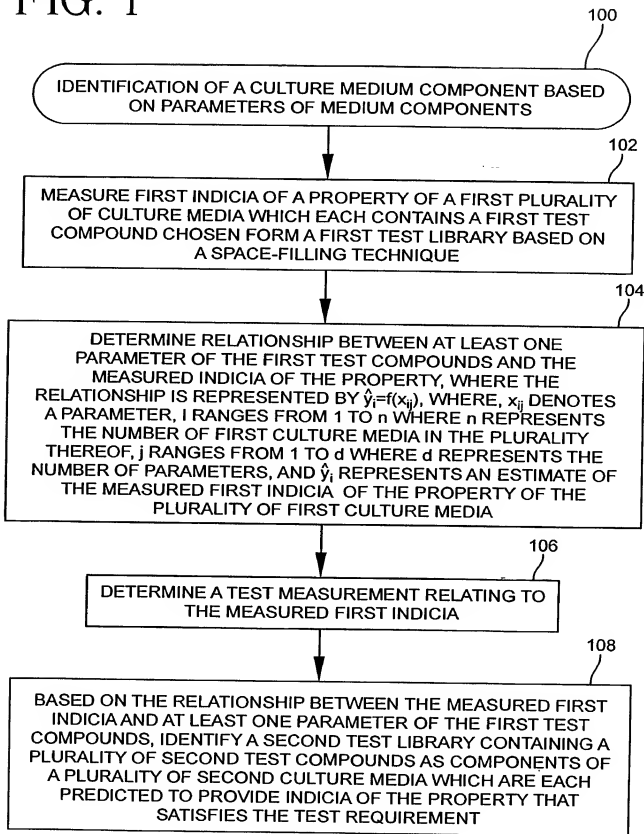 FIG. 1
100
IDENTIFICATION OF A CULTURE MEDIUM COMPONENT BASED
ON PARAMETERS OF MEDIUM COMPONENTS
102
MEASURE FIRST INDICIA OF A PROPERTY OF A FIRST PLURALITY
OF CULTURE MEDIA WHICH EACH CONTAINS A FIRST TEST
COMPOUND CHOSEN FORM A FIRST TEST LIBRARY BASED ON
A SPACE-FILLING TECHNIQUE
104
DETERMINE RELATIONSHIP BETWEEN AT LEAST ONE
PARAMETER OF THE FIRST TEST COMPOUNDS AND THE
MEASURED INDICIA OF THE PROPERTY, WHERE THE
RELATIONSHIP IS REPRESENTED BY ŷᵢ=f(xᵢⱼ), WHERE, xᵢⱼ DENOTES
A PARAMETER, I RANGES FROM 1 TO n WHERE n REPRESENTS
THE NUMBER OF FIRST CULTURE MEDIA IN THE PLURALITY
THEREOF, j RANGES FROM 1 TO d WHERE d REPRESENTS THE
NUMBER OF PARAMETERS, AND ŷᵢ REPRESENTS AN ESTIMATE OF
THE MEASURED FIRST INDICIA OF THE PROPERTY OF THE
PLURALITY OF FIRST CULTURE MEDIA
106
DETERMINE A TEST MEASUREMENT RELATING TO
THE MEASURED FIRST INDICIA
108
BASED ON THE RELATIONSHIP BETWEEN THE MEASURED FIRST
INDICIA AND AT LEAST ONE PARAMETER OF THE FIRST TEST
COMPOUNDS, IDENTIFY A SECOND TEST LIBRARY CONTAINING A
PLURALITY OF SECOND TEST COMPOUNDS AS COMPONENTS OF
A PLURALITY OF SECOND CULTURE MEDIA WHICH ARE EACH
PREDICTED TO PROVIDE INDICIA OF THE PROPERTY THAT
SATISFIES THE TEST REQUIREMENT